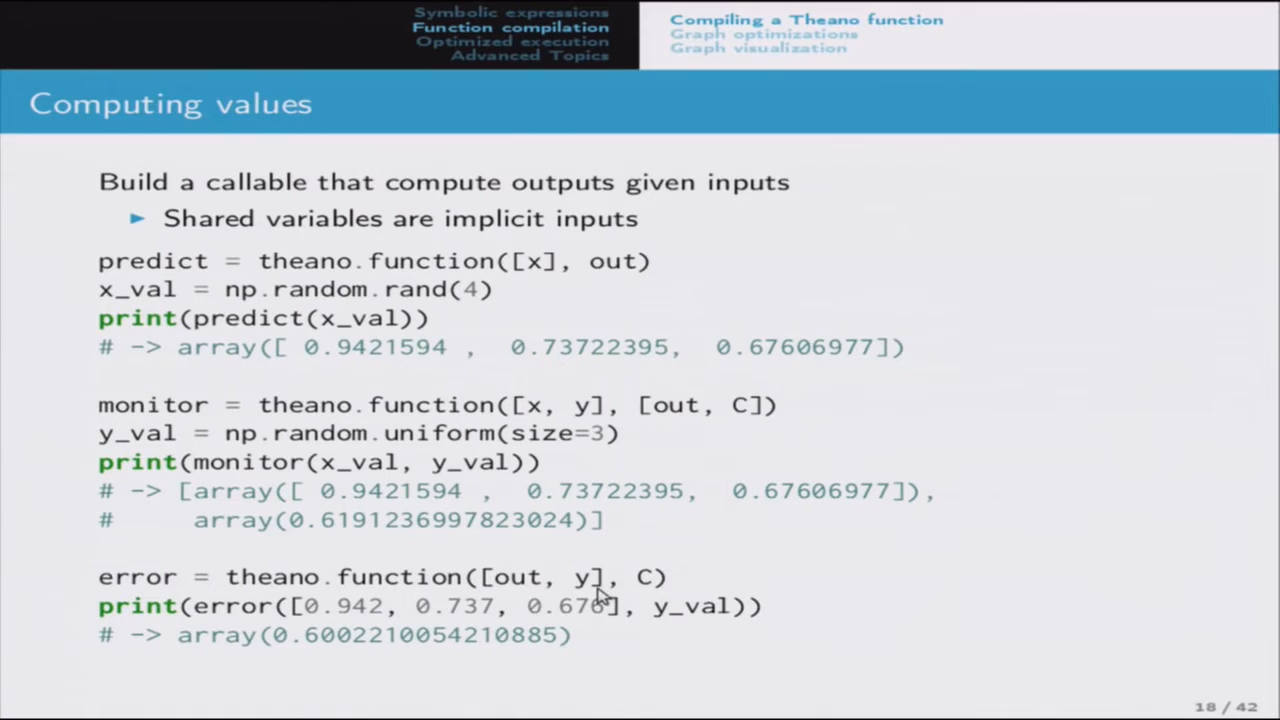 Symbolic expressions
Function compilation
Optimized execution
Advanced Topics
Compiling a Theano function
Graph optimizations
Graph visualization
Computing values
Build a callable that compute outputs given inputs
Shared variables are implicit inputs
predict = theano.function([x], out)
x_val = np.random.rand(4)
print(predict(x_val))
# -> array([ 0.9421594 , 0.73722395, 0.67606977])
monitor = theano.function([x, y], [out, C])
y_val = np.random.uniform(size=3)
print(monitor(x_val, y_val))
# -> [array([ 0.9421594 , 0.73722395, 0.67606977]),
# array(0.6191236997823024)]
error = theano.function([out, y], C)
print(error([0.942, 0.737, 0.676], y_val))
# -> array(0.6002210054210885)
18 / 42